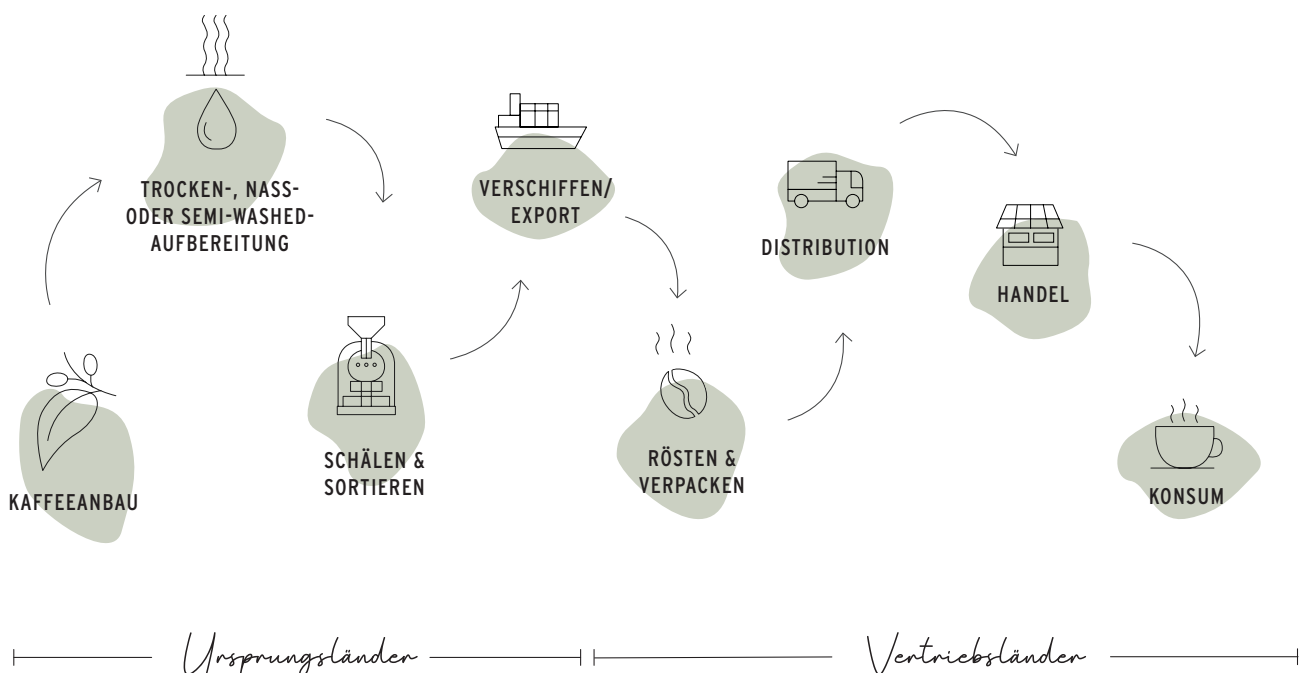 TROCKEN-, NASS-
ODER SEMI-WASHED-
AUFBEREITUNG
VERSCHIFFEN/
EXPORT
DISTRIBUTION
HANDEL
KAFFEEANBAU
SCHÄLEN &
SORTIEREN
RÖSTEN &
VERPACKEN
KONSUM
Ursprungsländer
Vertriebsländer